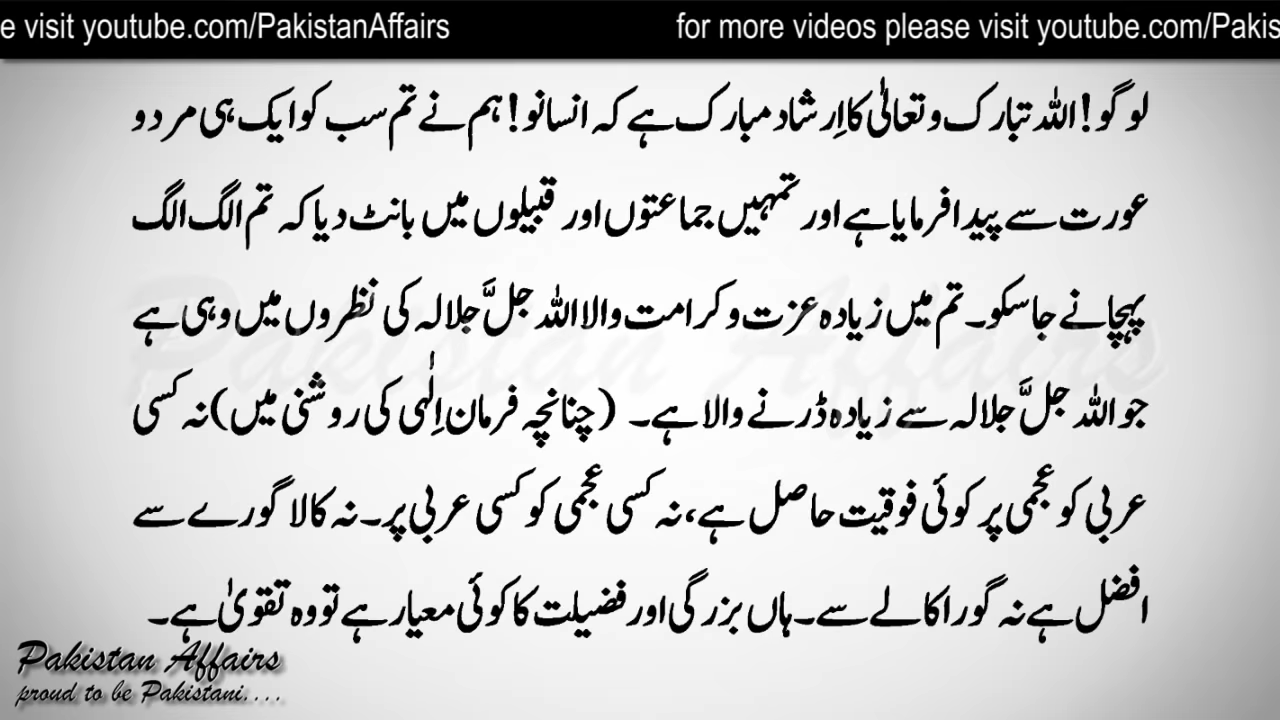 e visit youtube.com/PakistanAffairs for more videos please visit youtube.com/Pakis
لوگو! اللہ تبارک و تعالیٰ کا اِرشاد مبارک ہے کہ انسانو! ہم نے تم سب کو ایک ہی مرد و
عورت سے پیدا فرمایا ہے اور تمہیں جماعتوں اور قبیلوں میں بانٹ دیا کہ تم الگ الگ
پہچانے جا سکو۔ تم میں زیادہ عزت و کرامت والا اللہ جلَّ جلالہ کی نظروں میں وہی ہے
جو اللہ جلَّ جلالہ سے زیادہ ڈرنے والا ہے۔ (چنانچہ فرمان اِلٰہی کی روشنی میں) نہ کسی
عربی کو عجمی پر کوئی فوقیت حاصل ہے، نہ کسی عجمی کو کسی عربی پر۔ نہ کالا گورے سے
افضل ہے نہ گورا کالے سے۔ ہاں بزرگی اور فضیلت کا کوئی معیار ہے تو وہ تقویٰ ہے۔
Pakistan Affairs
proud to be Pakistani....